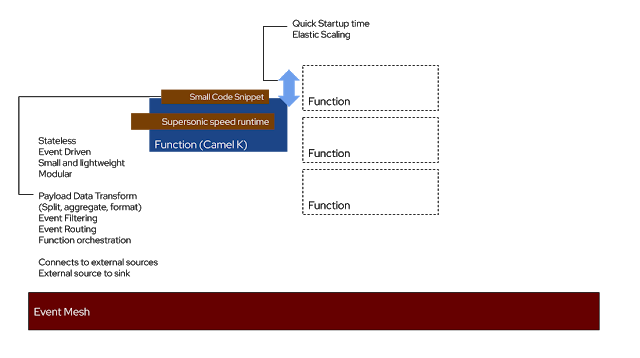 Quick Startup time
Elastic Scaling
Small Code Snippet
Function
Supersonic speed runtime
Function (Camel K)
Function
Stateless
Event Driven
Small and lightweight
Modular
Payload Data Transform
(Split, aggregate, format)
Event Filtering
Event Routing
Function orchestration
Function
Connects to external sources
External source to sink
Event Mesh